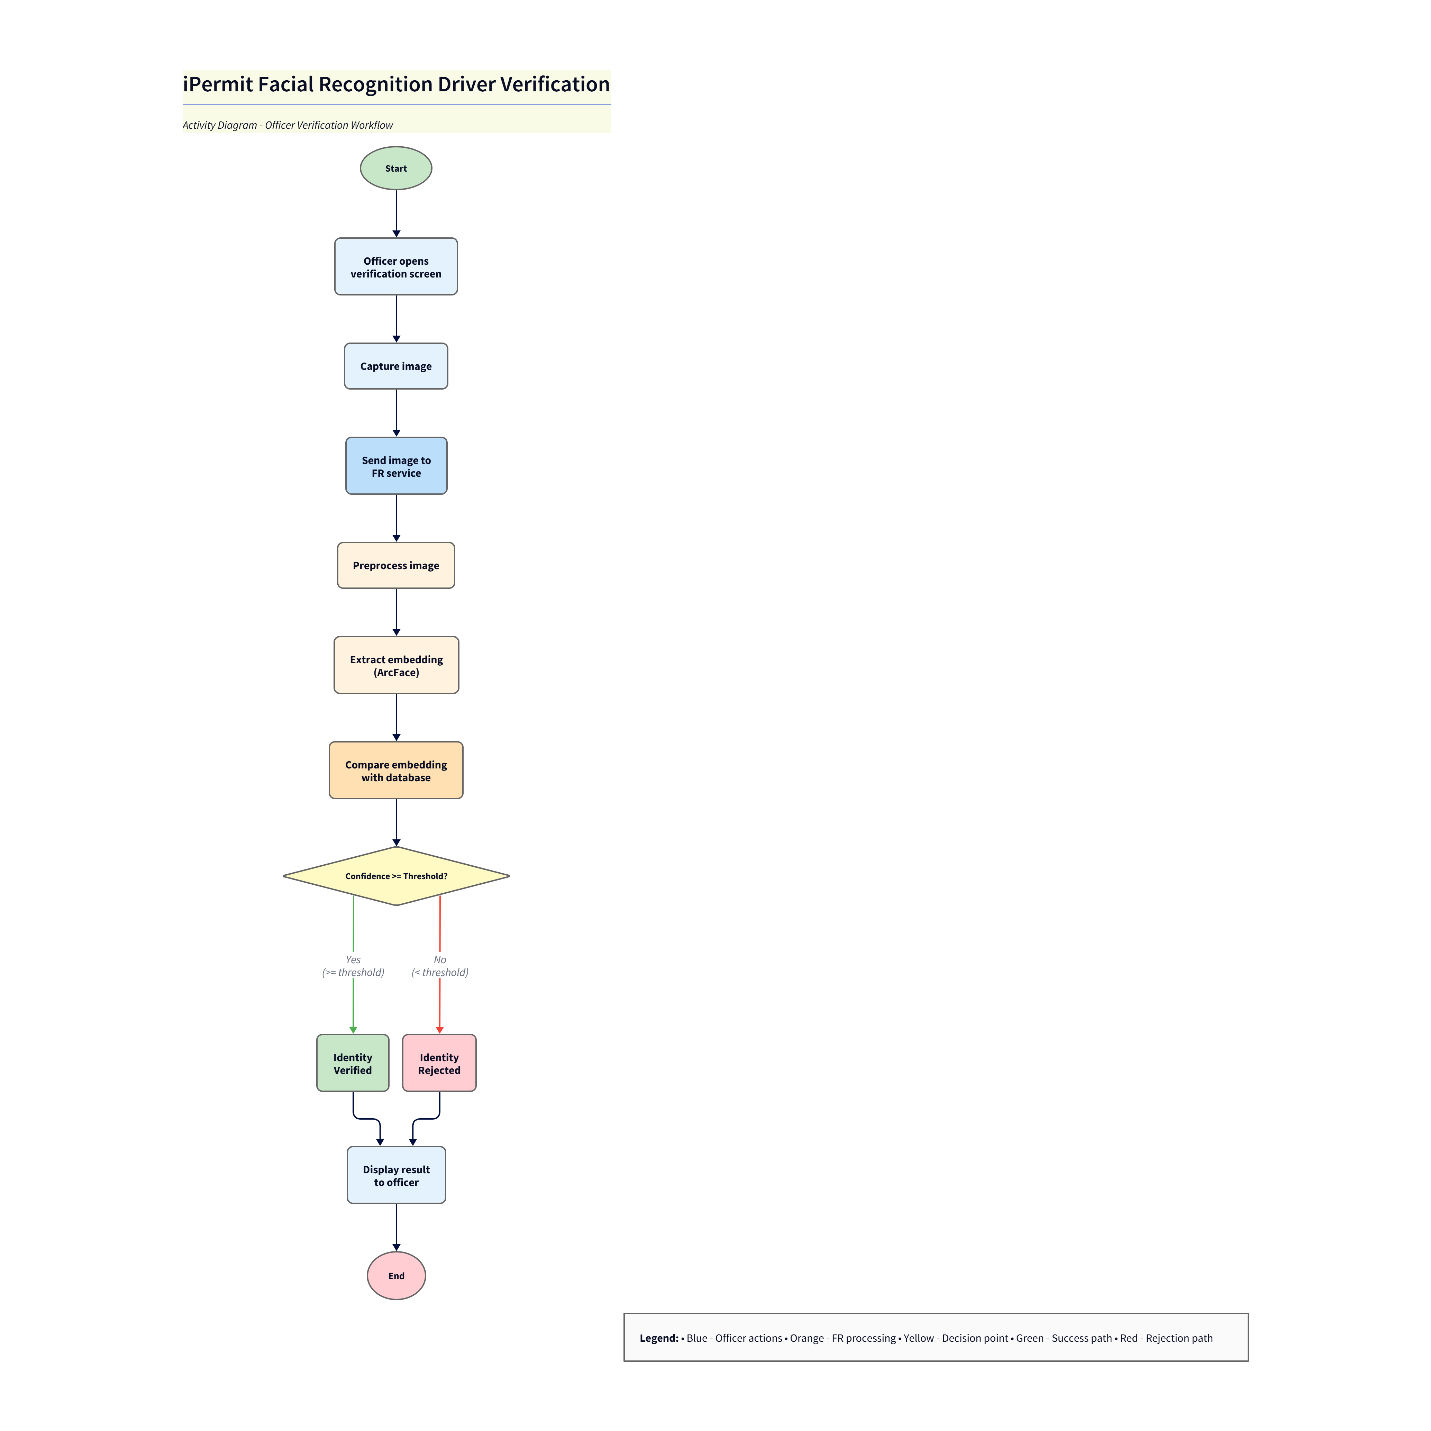 iPermit Facial Recognition Driver Verification
Activity Diagram - Officer Verification Workflow
Start
Officer opens
verification screen
Capture image
Send image to
FR service
Preprocess image
Extract embedding
(ArcFace)
Compare embedding
with database
Confidence >= Threshold?
Yes
(>= threshold)
No
(< threshold)
Identity
Verified
Identity
Rejected
Display result
to officer
End
Legend: • Blue - Officer actions • Orange - FR processing • Yellow - Decision point • Green - Success path • Red - Rejection path